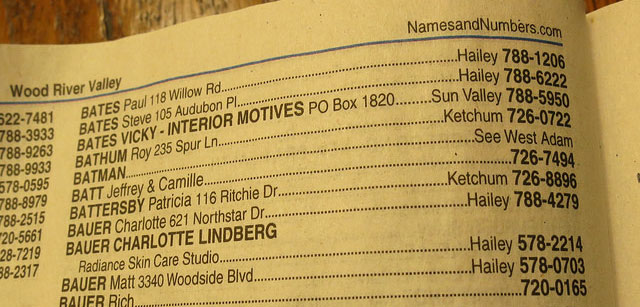 NamesandNumbers.com
Wood River Valley
622-7481
788-3933
788-9263
788-9933
578-0595
788-8979
788-2515
720-5661
28-7219
38-2317
BATES Paul 118 Willow Rd....Hailey 788-1206
BATES Steve 105 Audubon Pl....Hailey 788-6222
BATES VICKY - INTERIOR MOTIVES PO Box 1820....Sun Valley 788-5950
BATHUM Roy 235 Spur Ln....Ketchum 726-0722
BATMAN....See West Adam
BATT Jeffrey & Camille....726-7494
BATTERSBY Patricia 116 Ritchie Dr....Ketchum 726-8896
BAUER Charlotte 621 Northstar Dr....Hailey 788-4279
BAUER CHARLOTTE LINDBERG
Radiance Skin Care Studio....Hailey 578-2214
BAUER Matt 3340 Woodside Blvd....Hailey 578-0703
BAUER Rich....720-0165